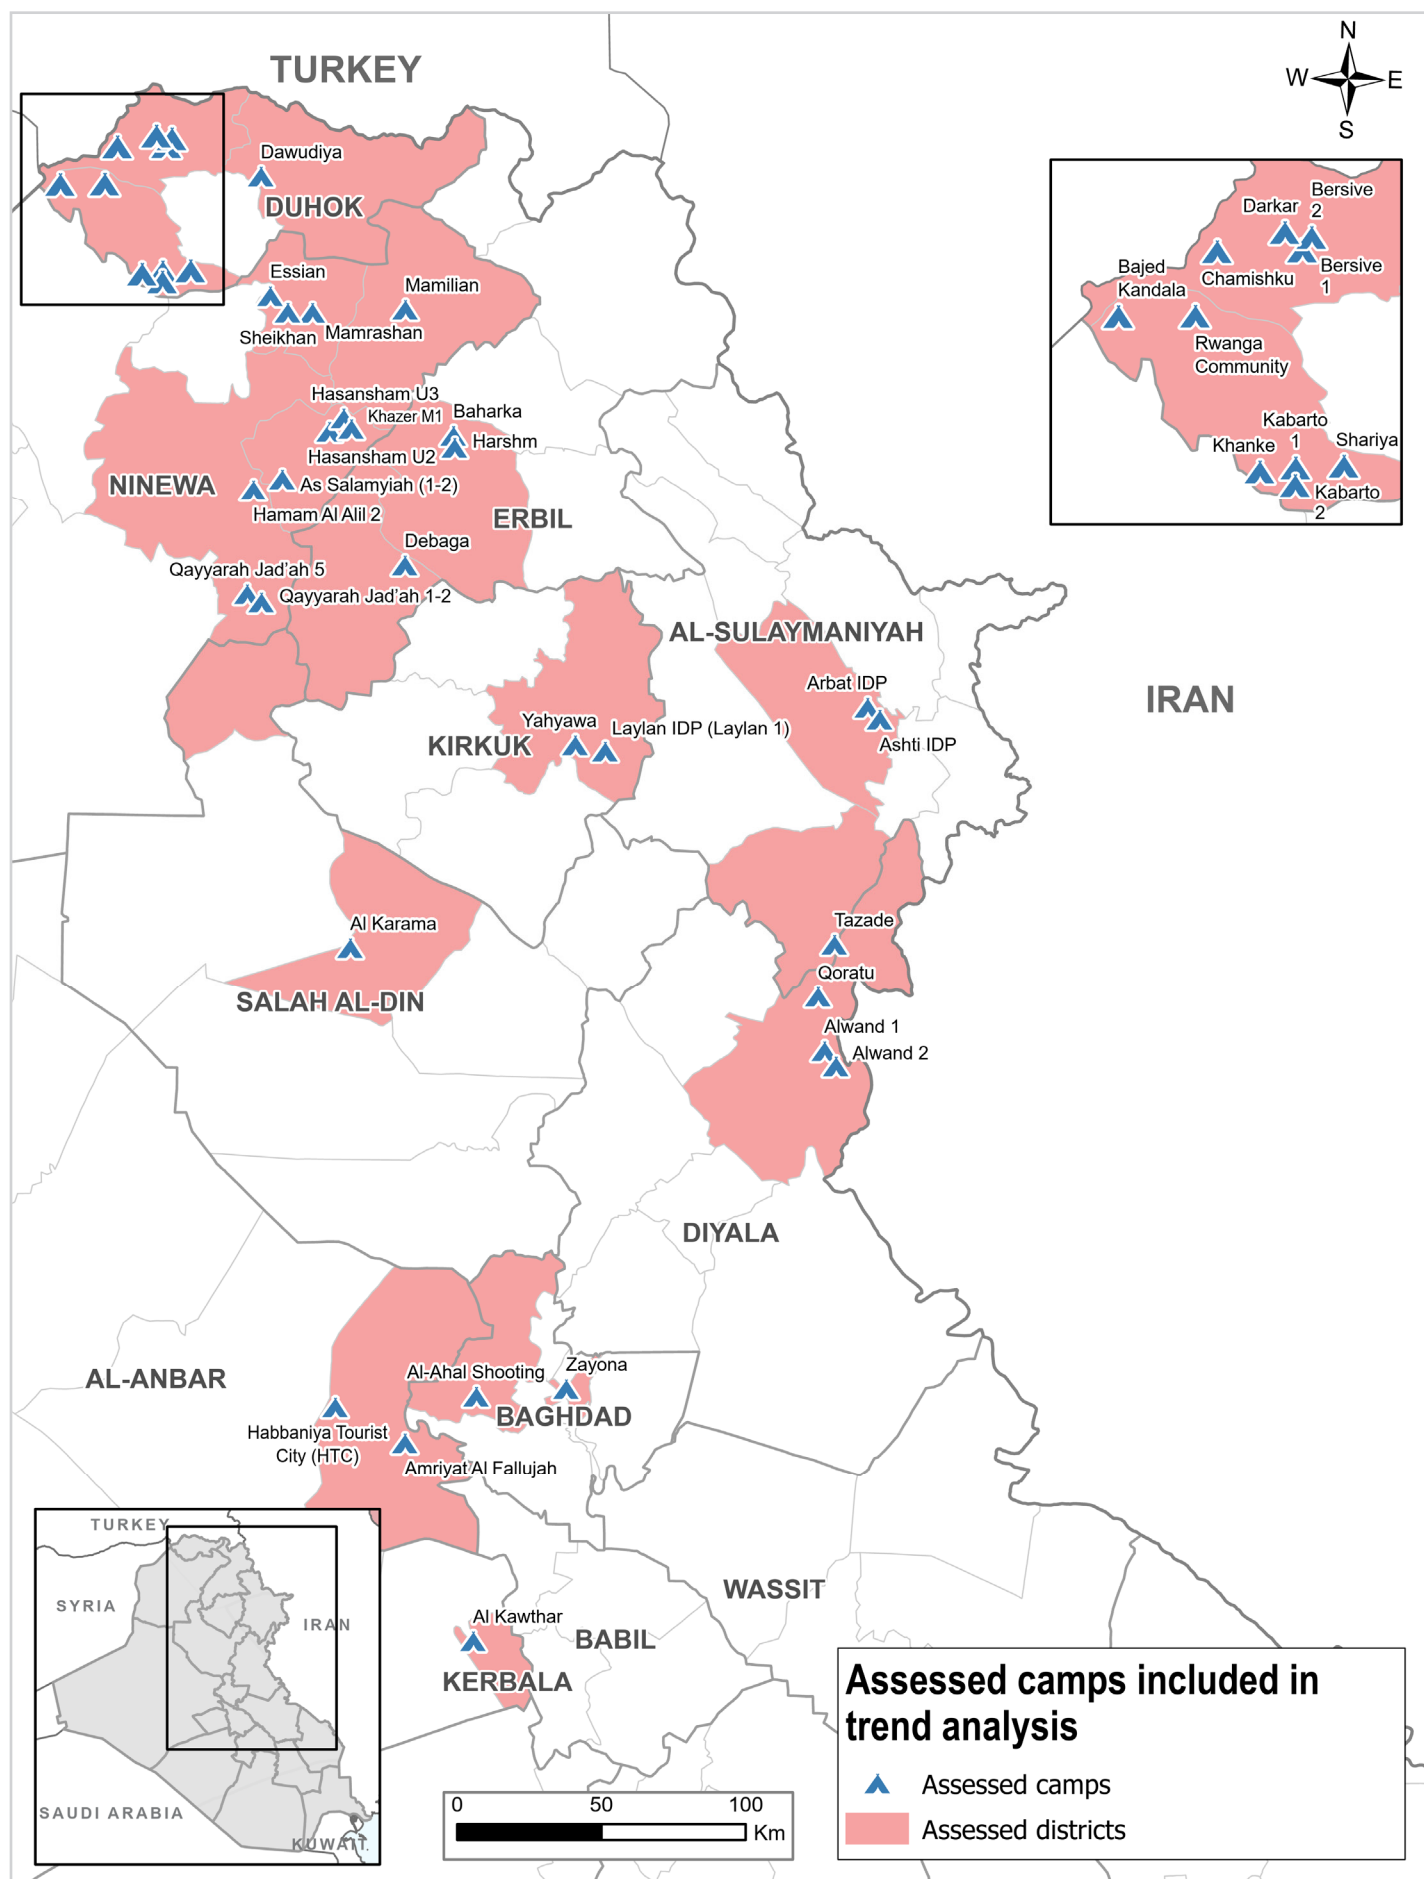 TURKEY
N
W
E
S
Dawudiya
DUHOK
Essian
Mamilian
Sheikhan
Mamrashan
Hasansham U3
Khazer M1
Baharka
Harshm
Hasansham U2
NINEWA
As Salamyiah (1-2)
Hamam Al Alil 2
ERBIL
Debaga
Qayyarah Jad'ah 5
Qayyarah Jad'ah 1-2
Bersive
2
Darkar
Bersive
1
Chamishku
Bajed
Kandala
Rwanga
Community
Kabarto
1
Khanke
Shariya
Kabarto
2
AL-SULAYMANIYAH
Arbat IDP
Ashti IDP
IRAN
Yahyawa
Laylan IDP (Laylan 1)
KIRKUK
Al Karama
SALAH AL-DIN
Tazade
Qoratu
Alwand 1
Alwand 2
DIYALA
AL-ANBAR
Al-Ahal Shooting
Zayona
BAGHDAD
Habbaniya Tourist
City (HTC)
Amriyat Al Fallujah
WASSIT
BABIL
Al Kawthar
KERBALA
TURKEY
SYRIA
IRAN
SAUDI ARABIA
KUWAIT
0
50
100
Km
Assessed camps included in
trend analysis
Assessed camps
Assessed districts